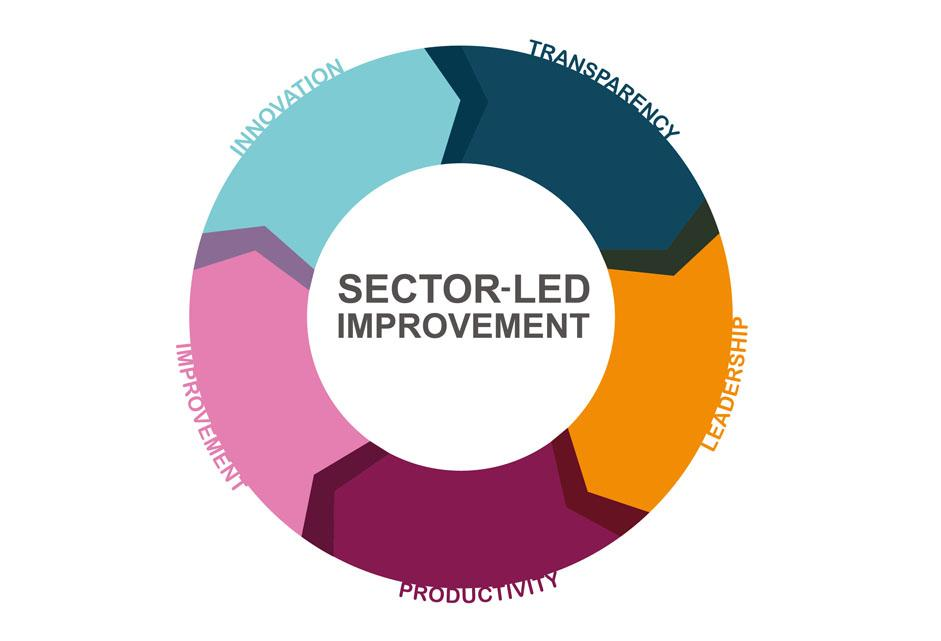 SECTOR-LED
IMPROVEMENT
TRANSPARENCY
LEADERSHIP
PRODUCTIVITY
IMPROVEMENT
INNOVATION